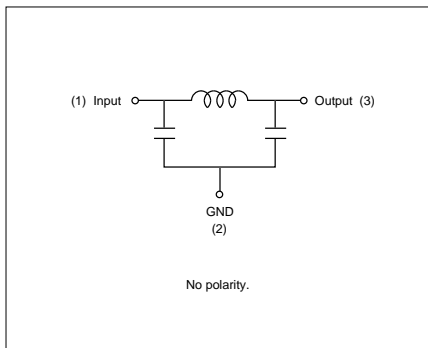 (1) Input Output (3)
GND
(2)
No polarity.